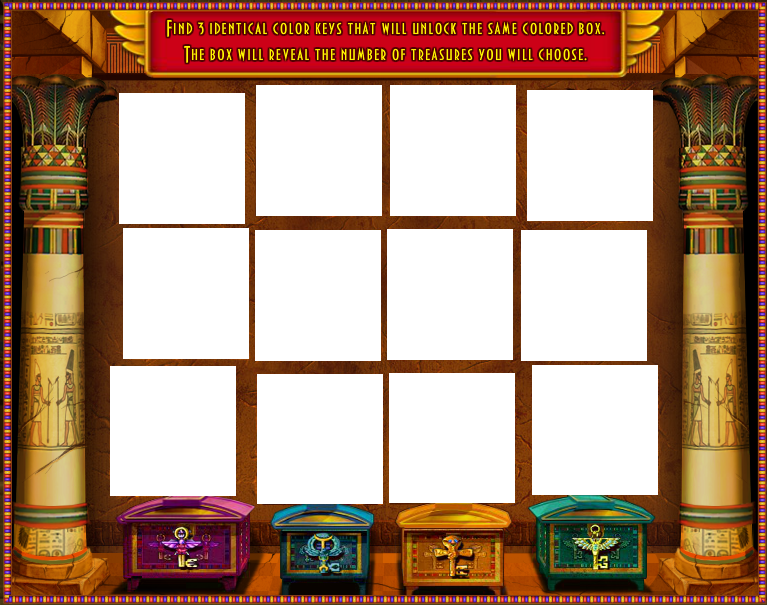 Find 3 identical color keys that will unlock the same colored box.
The box will reveal the number of treasures you will choose.